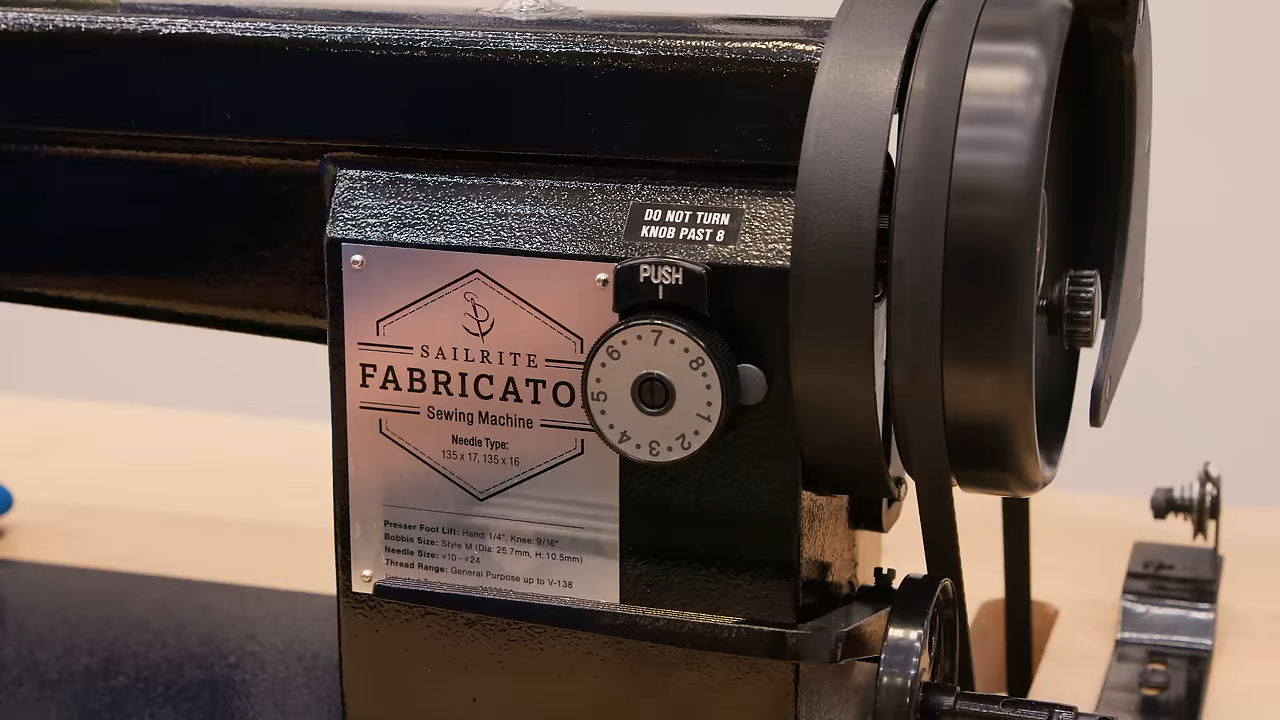 DO NOT TURN
KNOB PAST 8
PUSH
SAILRITE
FABRICATO
Sewing Machine
Needle Type:
135 x 17, 135 x 16
7
6 8
5
1
4 2
3
Presser Foot Lift: Hand: 1/4", Knee: 9/16"
Bobbin Size: Style M (Dia: 25.7mm, H: 10.5mm)
Needle Size: #10 - #24
Thread Range: General Purpose up to V-138